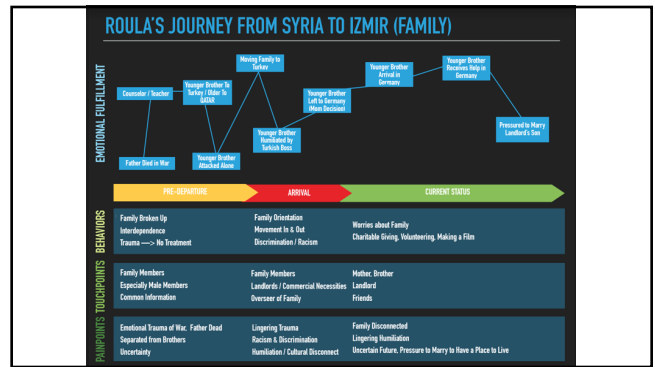 ROULA'S JOURNEY FROM SYRIA TO IZMIR (FAMILY)
EMOTIONAL FULFILLMENT
Counselor / Teacher
Father Died in War
Younger Brother To
Turkey / Older To
QATAR
Younger Brother
Attacked Alone
Moving Family to
Turkey
Younger Brother
Humiliated by
Turkish Boss
Younger Brother
Left to Germany
(Mom Decision)
Younger Brother
Arrival in
Germany
Younger Brother
Receives Help in
Germany
Pressured to Marry
Landlord's Son
PRE-DEPARTURE
ARRIVAL
CURRENT STATUS
BEHAVIORS
Family Broken Up
Interdependence
Trauma —-> No Treatment
Family Orientation
Movement In & Out
Discrimination / Racism
Worries about Family
Charitable Giving, Volunteering, Making a Film
TOUCHPOINTS
Family Members
Especially Male Members
Common Information
Family Members
Landlords / Commercial Necessities
Overseer of Family
Mother, Brother
Landlord
Friends
PAINPOINTS
Emotional Trauma of War, Father Dead
Separated from Brothers
Uncertainty
Lingering Trauma
Racism & Discrimination
Humiliation / Cultural Disconnect
Family Disconnected
Lingering Humiliation
Uncertain Future, Pressure to Marry to Have a Place to Live